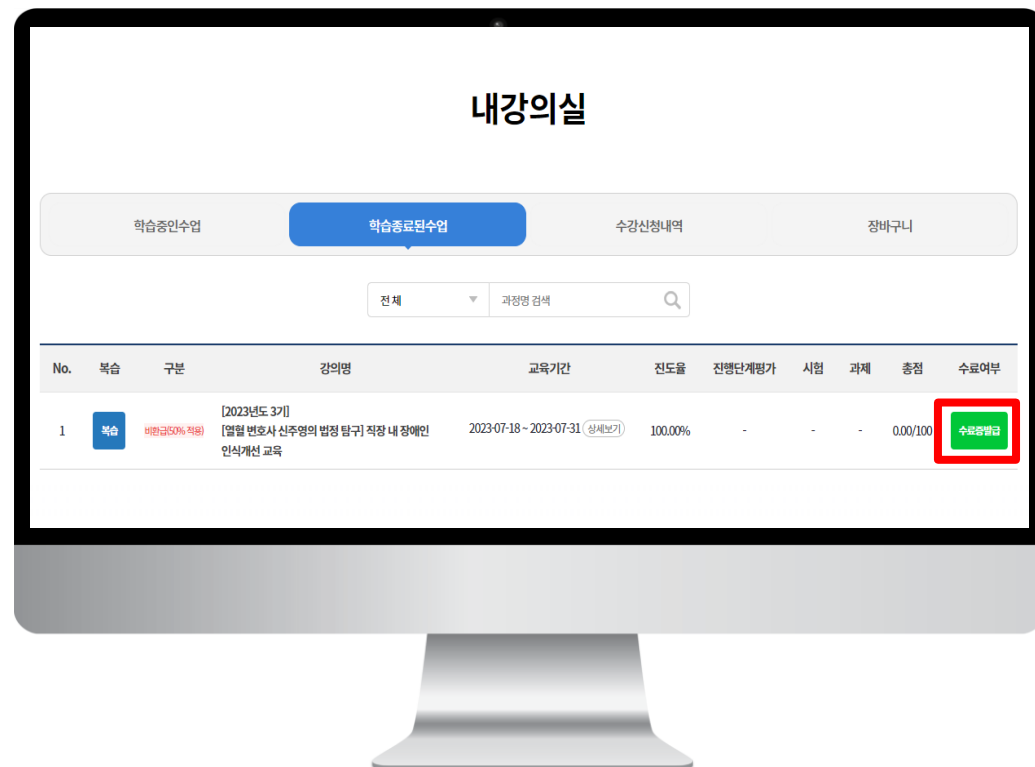 내강의실
학습중인수업 학습종료된수업 수강신청내역 장바구니
전체 과정명 검색
No. 복습 구분 강의명 교육기간 진도율 진행단계평가 시험 과제 총점 수료여부
[2023년도 3기]
1 복습 비환급(50% 적용) [열혈 변호사 신주영의 법정 탐구] 직장 내 장애인 2023-07-18 ~ 2023-07-31 상세보기 100.00% - - - 0.00/100 수료증발급
인식개선 교육